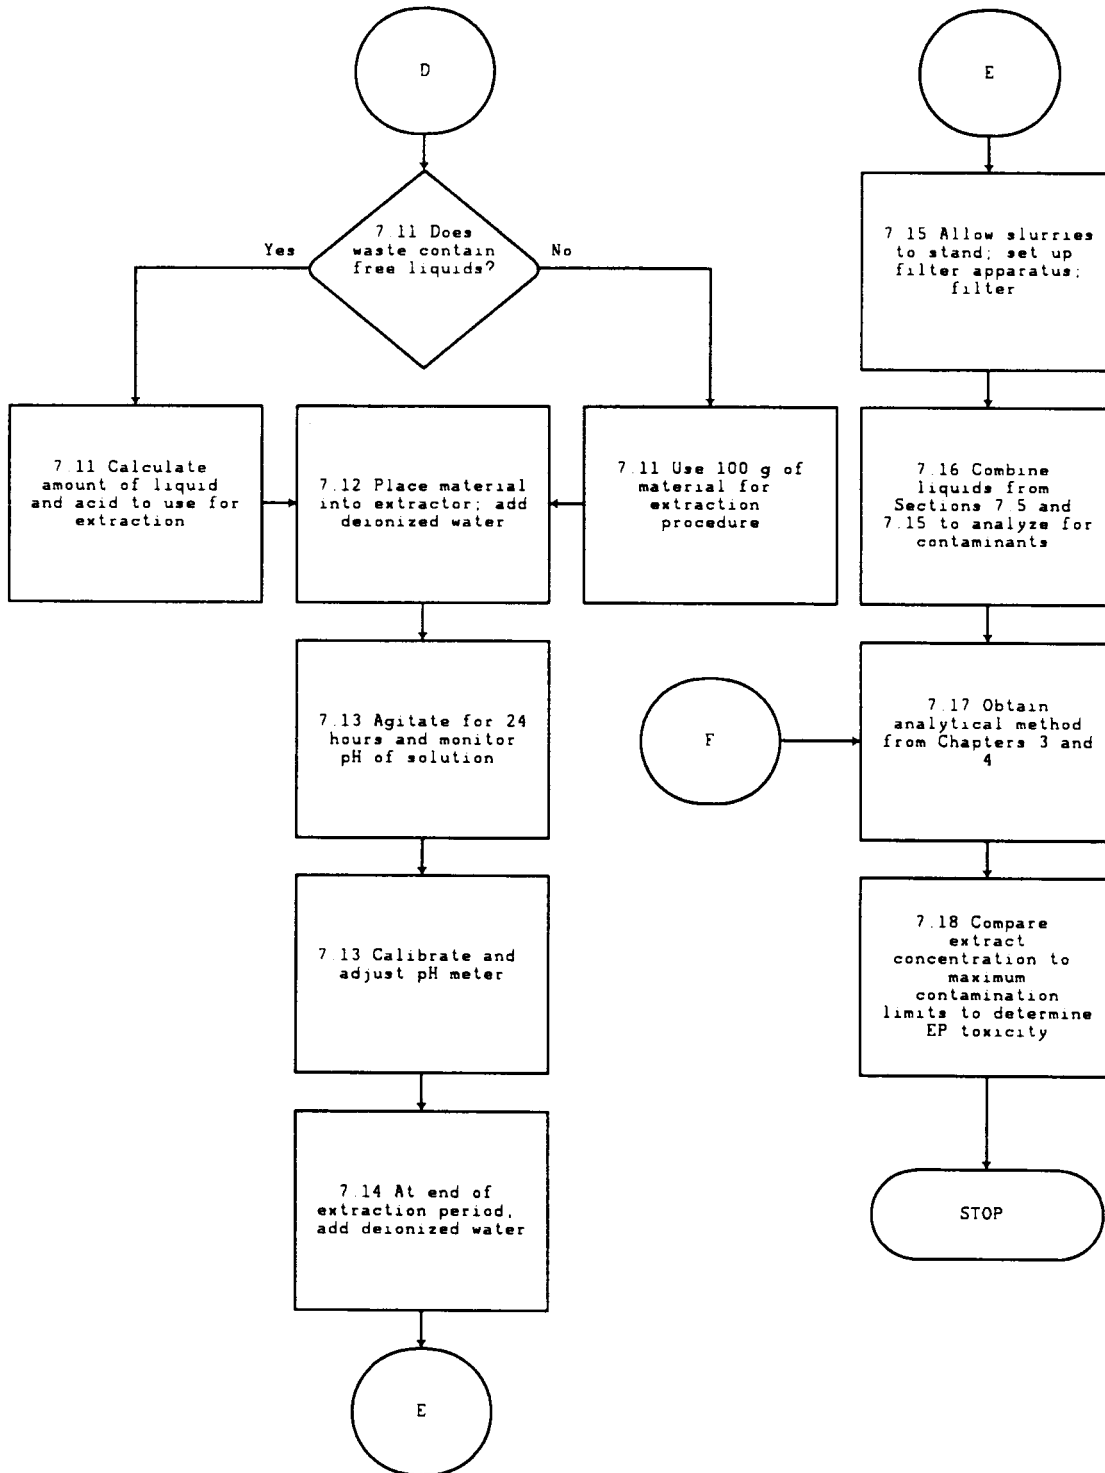 D
7.11 Does
waste contain
free liquids?
Yes
No
7.11 Calculate
amount of liquid
and acid to use for
extraction
7.12 Place material
into extractor; add
deionized water
7.11 Use 100 g of
material for
extraction
procedure
7.13 Agitate for 24
hours and monitor
pH of solution
7.13 Calibrate and
adjust pH meter
7.14 At end of
extraction period,
add deionized water
E
E
7.15 Allow slurries
to stand; set up
filter apparatus;
filter
7.16 Combine
liquids from
Sections 7.5 and
7.15 to analyze for
contaminants
F
7.17 Obtain
analytical method
from Chapters 3 and
4
7.18 Compare
extract
concentration to
maximum
contamination
limits to determine
EP toxicity
STOP